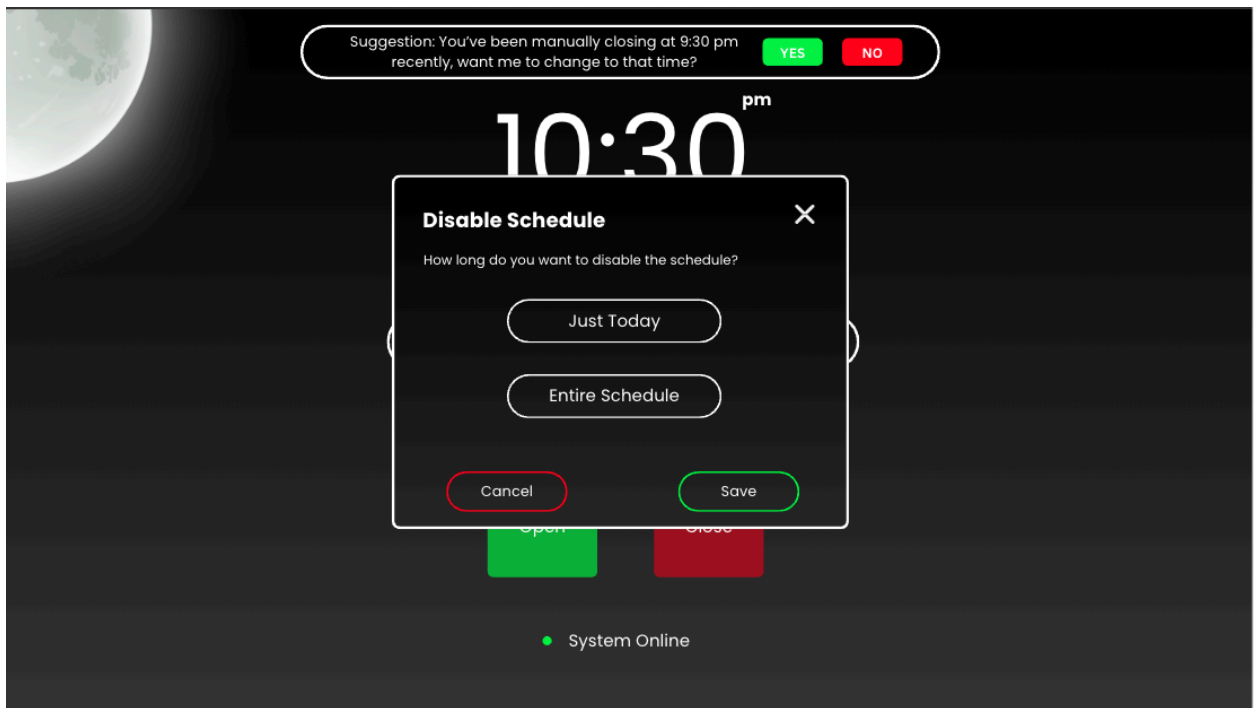 Suggestion: You've been manually closing at 9:30 pm
recently, want me to change to that time?
YES
NO
10:30 pm
Disable Schedule
How long do you want to disable the schedule?
Just Today
Entire Schedule
Cancel
Save
Open
Close
System Online